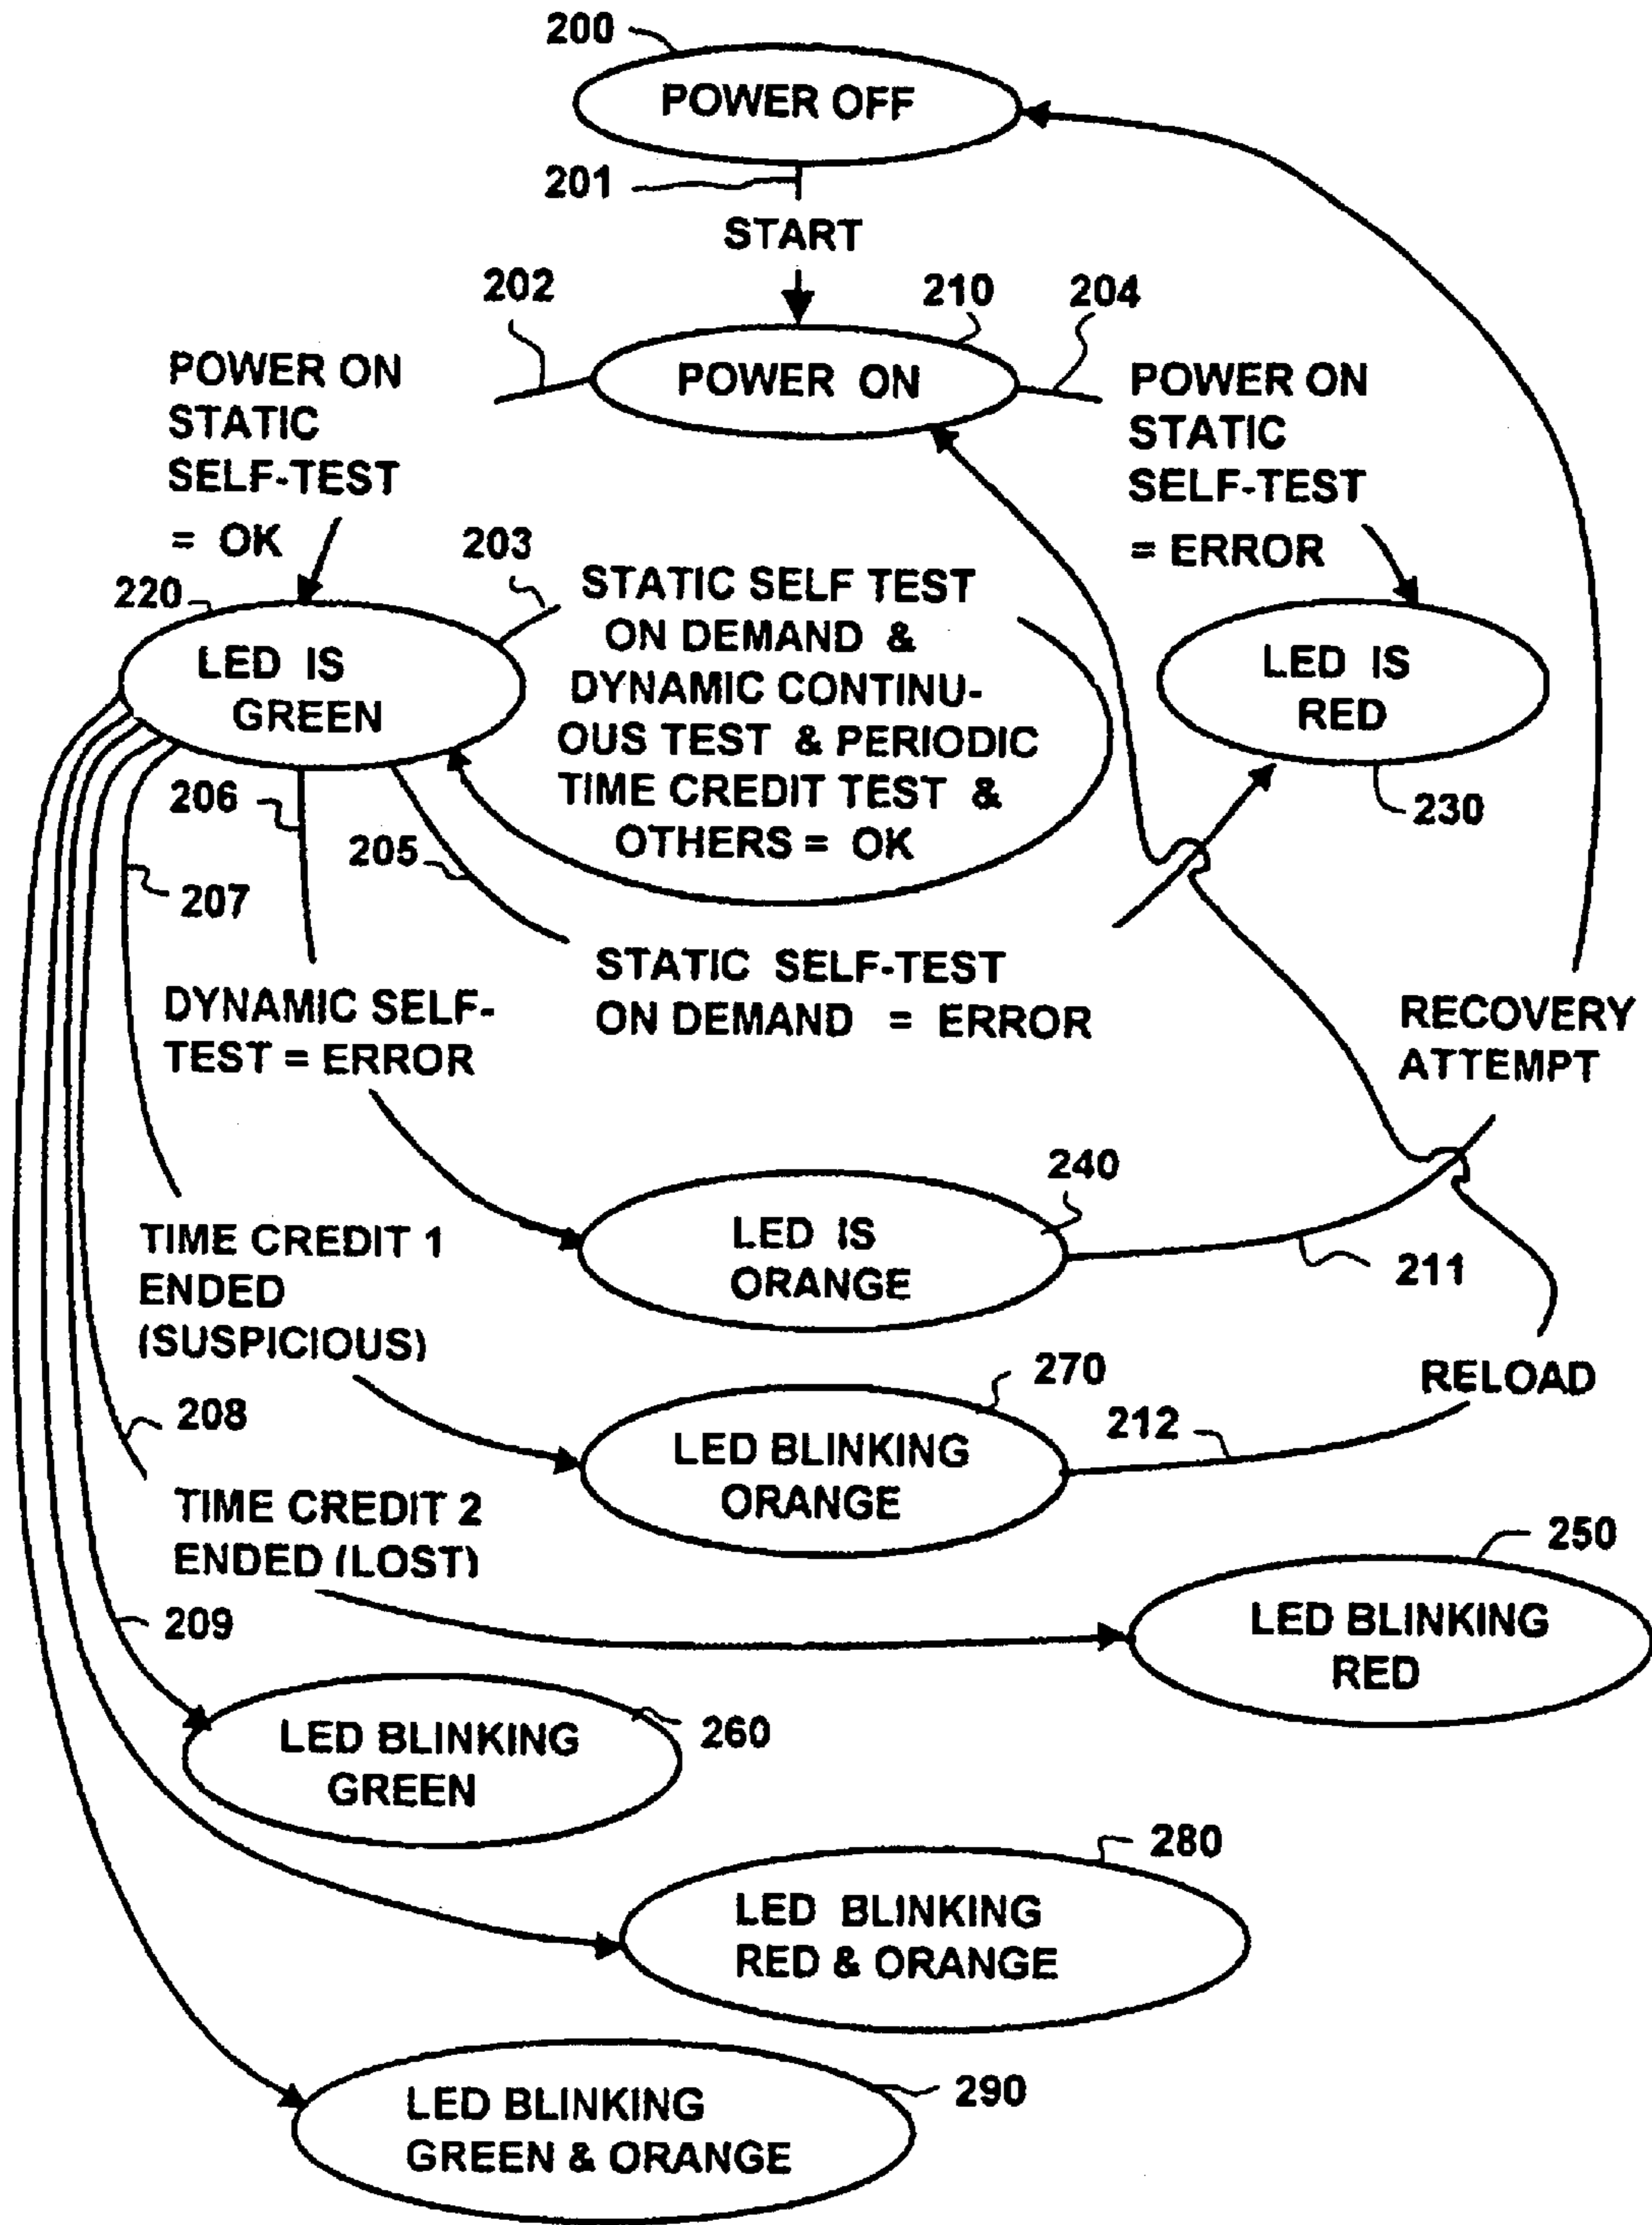 200
POWER OFF
201
START
202
210
204
POWER ON
POWER ON
STATIC
SELF-TEST
= OK
POWER ON
STATIC
SELF-TEST
= ERROR
203
220
LED IS
GREEN
STATIC SELF TEST
ON DEMAND &
DYNAMIC CONTINU-
OUS TEST & PERIODIC
TIME CREDIT TEST &
OTHERS = OK
LED IS
RED
230
206
205
207
STATIC SELF-TEST
ON DEMAND = ERROR
DYNAMIC SELF-
TEST = ERROR
RECOVERY
ATTEMPT
240
LED IS
ORANGE
211
TIME CREDIT 1
ENDED
(SUSPICIOUS)
270
RELOAD
208
212
LED BLINKING
ORANGE
TIME CREDIT 2
ENDED (LOST)
250
LED BLINKING
RED
209
260
LED BLINKING
GREEN
280
LED BLINKING
RED & ORANGE
290
LED BLINKING
GREEN & ORANGE